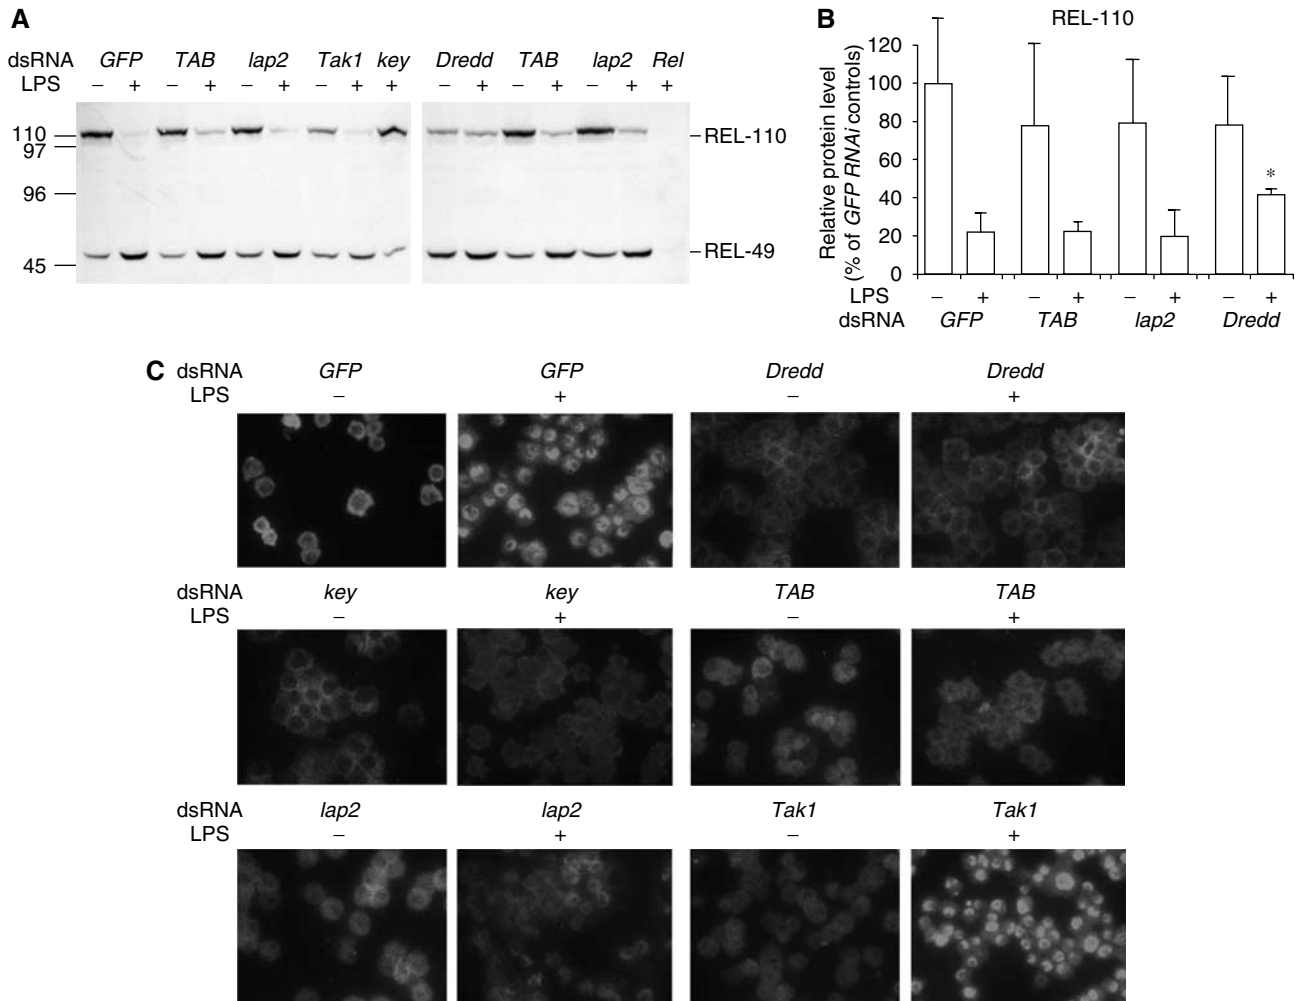 A
dsRNA GFP TAB Iap2 Tak1 key Dredd TAB Iap2 Rel
LPS – + – + – + – + + – + – + – + +
110
97
96
45
REL-110
REL-49
B
REL-110
Relative protein level
(% of GFP RNAi controls)
120
100
80
60
40
20
0
*
LPS – + – + – + – +
dsRNA GFP TAB Iap2 Dredd
C dsRNA GFP GFP Dredd Dredd
LPS – + – +
dsRNA key key TAB TAB
LPS – + – +
dsRNA Iap2 Iap2 Tak1 Tak1
LPS – + – +